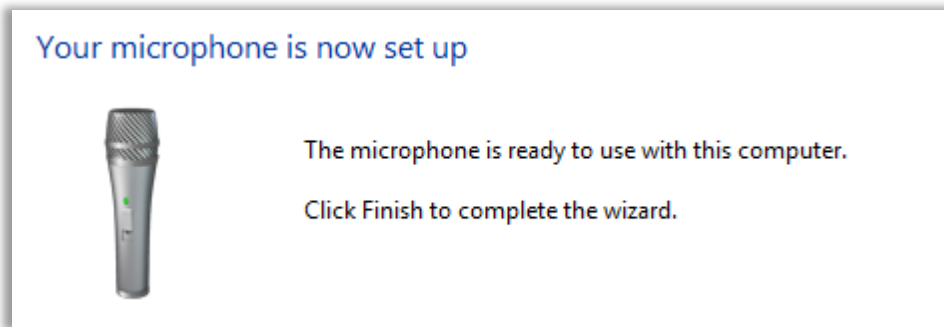 Your microphone is now set up
The microphone is ready to use with this computer.
Click Finish to complete the wizard.